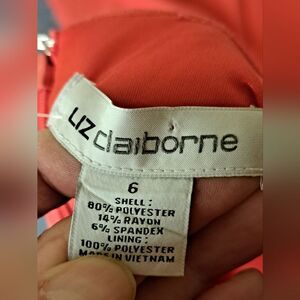 LIZ claiborne
6
SHELL:
80% POLYESTER
14% RAYON
6% SPANDEX
LINING:
100% POLYESTER
MADE IN VIETNAM